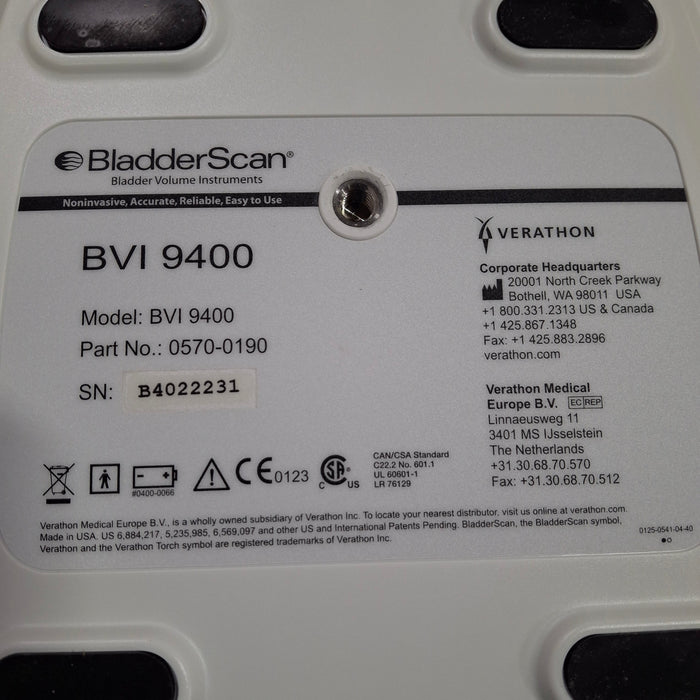 BladderScan®
Bladder Volume Instruments
Noninvasive, Accurate, Reliable, Easy to Use
BVI 9400
Model: BVI 9400
Part No.: 0570-0190
SN: B4022231
VERATHON
Corporate Headquarters
20001 North Creek Parkway
Bothell, WA 98011 USA
+1 800.331.2313 US & Canada
+1 425.867.1348
Fax: +1 425.883.2896
verathon.com
Verathon Medical
Europe B.V. EC REP
Linnaeusweg 11
3401 MS IJsselstein
The Netherlands
+31.30.68.70.570
Fax: +31.30.68.70.512
#0400-0066
CE 0123
C SA US
CAN/CSA Standard
C22.2 No. 601.1
UL 60601-1
LR 76129
Verathon Medical Europe B.V., is a wholly owned subsidiary of Verathon Inc. To locate your nearest distributor, visit us online at verathon.com.
Made in USA. US 6,884,217, 5,235,985, 6,569,097 and other US and International Patents Pending. BladderScan, the BladderScan symbol,
Verathon and the Verathon Torch symbol are registered trademarks of Verathon Inc.
0125-0541-04-40